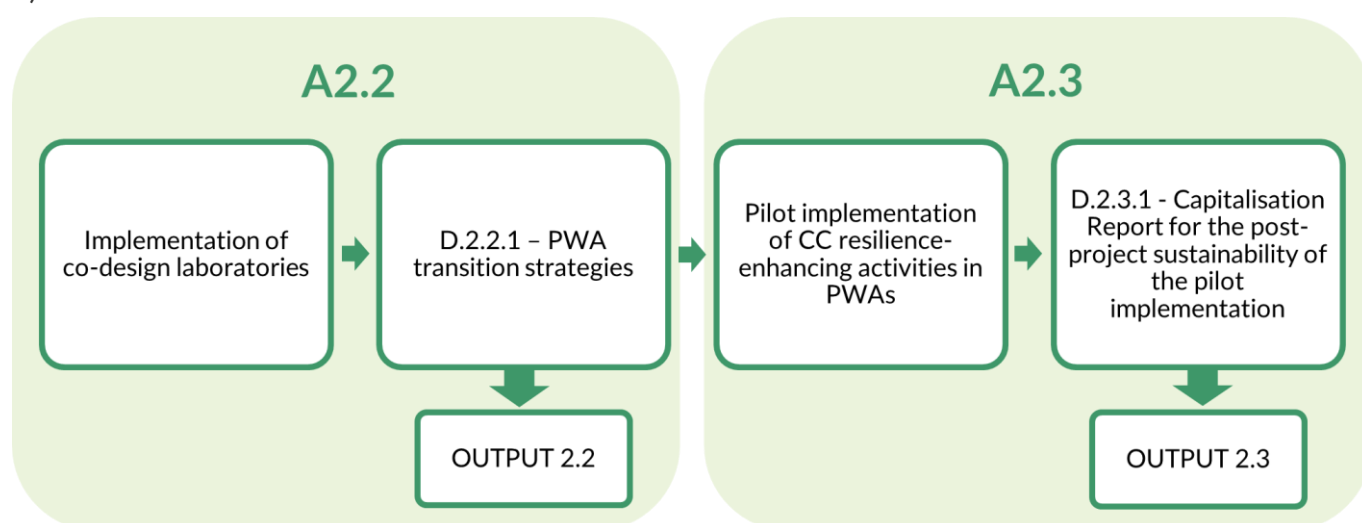 A2.2
Implementation of
co-design laboratories
D.2.2.1 – PWA
transition strategies
OUTPUT 2.2
A2.3
Pilot implementation
of CC resilience-
enhancing activities in
PWAs
D.2.3.1 - Capitalisation
Report for the post-
project sustainability of
the pilot
implementation
OUTPUT 2.3